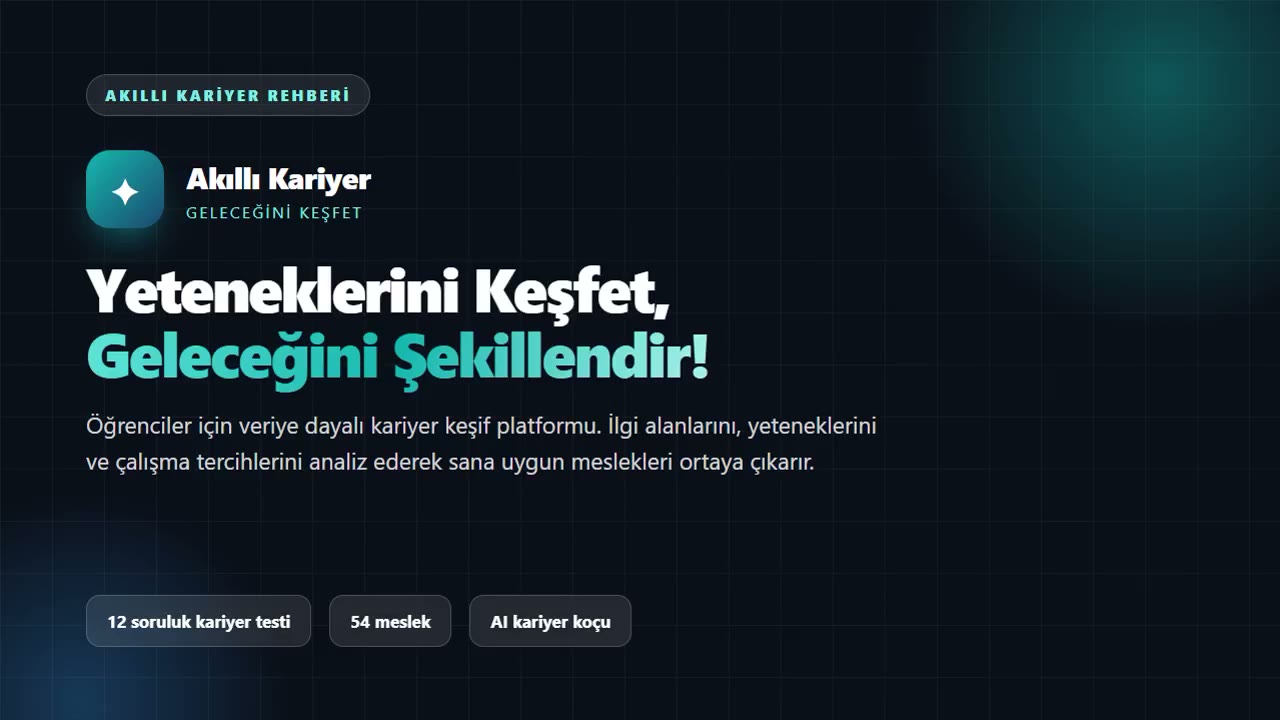 AKILLI KARİYER REHBERİ
Akıllı Kariyer
GELECEĞİNİ KEŞFET
Yeteneklerini Keşfet,
Geleceğini Şekillendir!
Öğrenciler için veriye dayalı kariyer keşif platformu. İlgi alanlarını, yeteneklerini
ve çalışma tercihlerini analiz ederek sana uygun meslekleri ortaya çıkarır.
12 soruluk kariyer testi
54 meslek
AI kariyer koçu